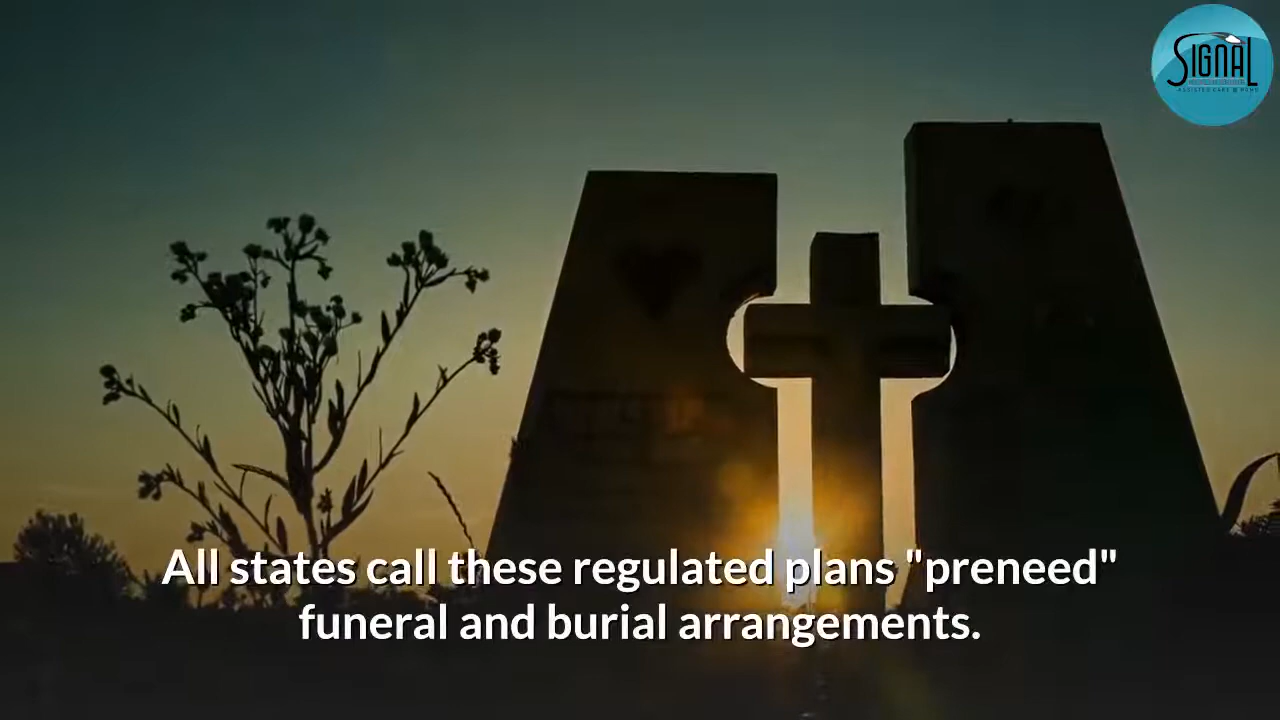 SIGNAL
All states call these regulated plans "preneed"
funeral and burial arrangements.